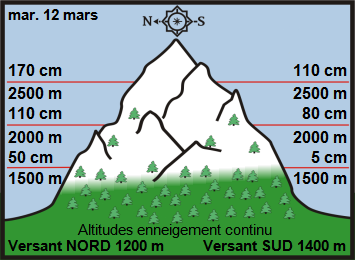 mar. 12 mars
N S
170 cm 110 cm
2500 m 2500 m
110 cm 80 cm
2000 m 2000 m
50 cm 5 cm
1500 m 1500 m
Altitudes enneigement continu
Versant NORD 1200 m Versant SUD 1400 m